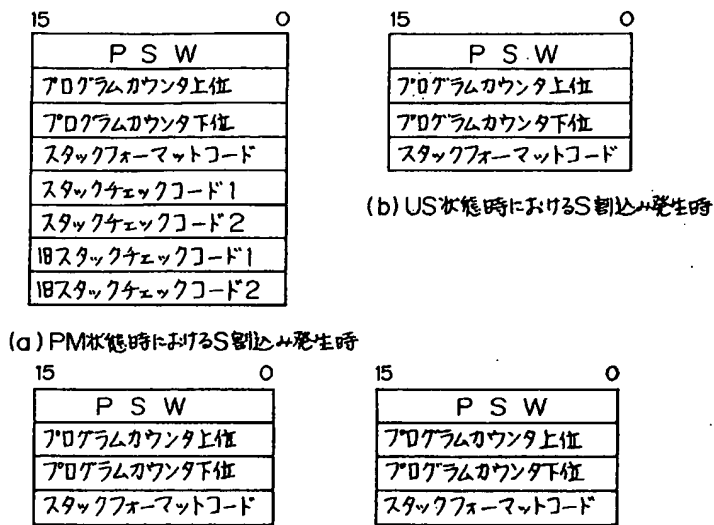 15 0
PSW
プログラムカウンタ上位
プログラムカウンタ下位
スタックフォーマットコード
スタックチェックコード1
スタックチェックコード2
旧スタックチェックコード1
旧スタックチェックコード2
(a) PM状態時におけるS割込み発生時
15 0
PSW
プログラムカウンタ上位
プログラムカウンタ下位
スタックフォーマットコード
(b) US状態時におけるS割込み発生時
15 0
PSW
プログラムカウンタ上位
プログラムカウンタ下位
スタックフォーマットコード
15 0
PSW
プログラムカウンタ上位
プログラムカウンタ下位
スタックフォーマットコード